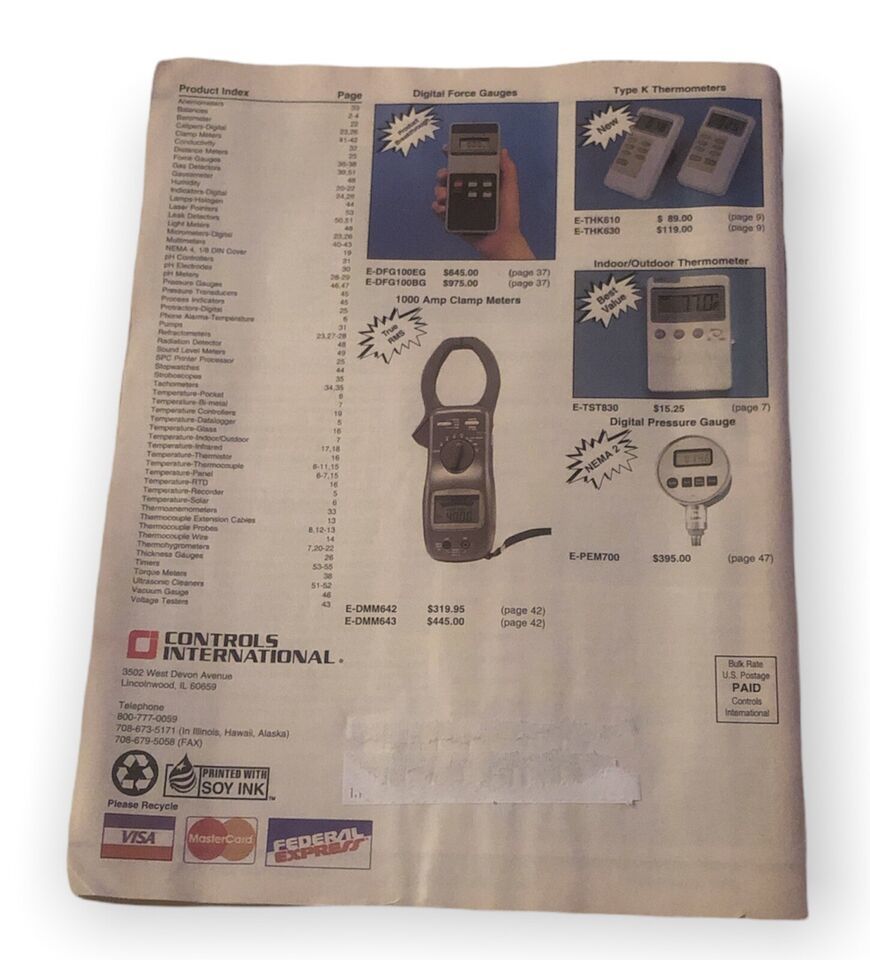 Product Index Page
Anemometers 33
Balances 2-4
Barometer 22
Calipers-Digital 23,26
Clamp Meters 41-42
Conductivity 32
Distance Meters 25
Force Gauges 36-38
Gas Detectors 39,51
Gaussmeter 48
Humidity 20-22
Indicators-Digital 24,26
Lamps-Halogen 44
Laser Pointers 53
Leak Detectors 50,51
Light Meters 48
Micrometers-Digital 23,26
Multimeters 40-43
NEMA 4, 1/8 DIN Cover 19
pH Controllers 31
pH Electrodes 30
pH Meters 28-29
Pressure Gauges 46,47
Pressure Transducers 45
Process Indicators 45
Protractors-Digital 25
Phone Alarms-Temperature 6
Pumps 31
Refractometers 23,27-28
Radiation Detector 48
Sound Level Meters 49
SPC Printer Processor 25
Stopwatches 44
Stroboscopes 35
Tachometers 34,35
Temperature-Pocket 6
Temperature-Bi-metal 7
Temperature Controllers 19
Temperature-Datalogger 5
Temperature-Glass 16
Temperature-Indoor/Outdoor 7
Temperature-Infrared 17,18
Temperature-Thermistor 16
Temperature-Thermocouple 8-11,15
Temperature-Panel 6-7,15
Temperature-RTD 16
Temperature-Recorder 5
Temperature-Solar 6
Thermoanemometers 33
Thermocouple Extension Cables 13
Thermocouple Probes 8,12-13
Thermocouple Wire 14
Thermohygrometers 7,20-22
Thickness Gauges 26
Timers 53-55
Torque Meters 38
Ultrasonic Cleaners 51-52
Vacuum Gauge 46
Voltage Testers 43
Digital Force Gauges
Product
Breakthrough
E-DFG100EG $645.00 (page 37)
E-DFG100BG $975.00 (page 37)
1000 Amp Clamp Meters
True
RMS
E-DMM642 $319.95 (page 42)
E-DMM643 $445.00 (page 42)
Type K Thermometers
New
E-THK610 $ 89.00 (page 9)
E-THK630 $119.00 (page 9)
Indoor/Outdoor Thermometer
Best
Value
E-TST830 $15.25 (page 7)
Digital Pressure Gauge
NEMA 2
E-PEM700 $395.00 (page 47)
CONTROLS
INTERNATIONAL®
3502 West Devon Avenue
Lincolnwood, IL 60659
Telephone
800-777-0059
708-673-5171 (In Illinois, Hawaii, Alaska)
708-679-5058 (FAX)
PRINTED WITH
SOY INK™
Please Recycle
VISA
MasterCard
FEDERAL
EXPRESS
Bulk Rate
U.S. Postage
PAID
Controls
International